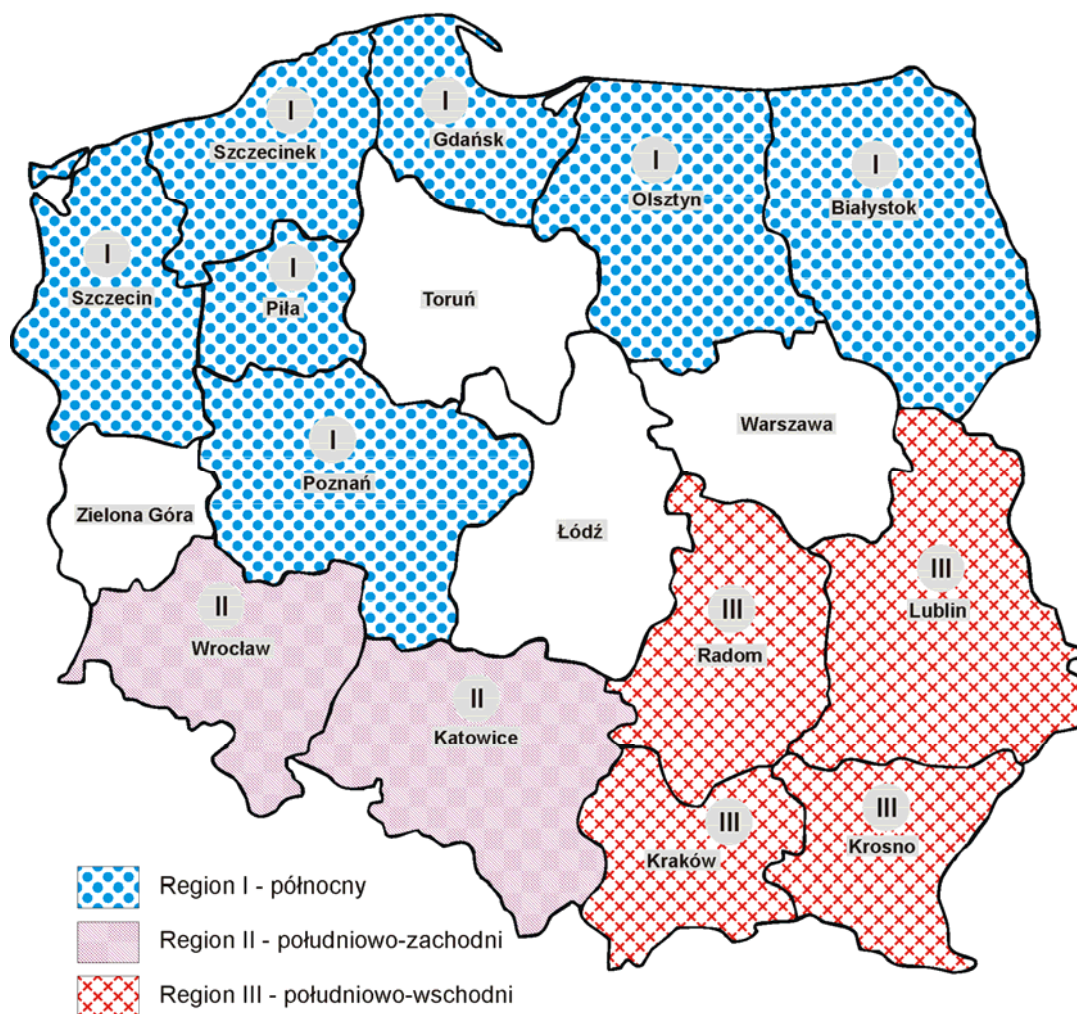 I
Szczecinek
I
Gdańsk
I
Olsztyn
I
Białystok
I
Szczecin
I
Piła
Toruń
I
Poznań
Warszawa
Zielona Góra
Łódź
II
Wrocław
III
Radom
III
Lublin
II
Katowice
III
Kraków
III
Krosno
Region I - północny
Region II - południowo-zachodni
Region III - południowo-wschodni